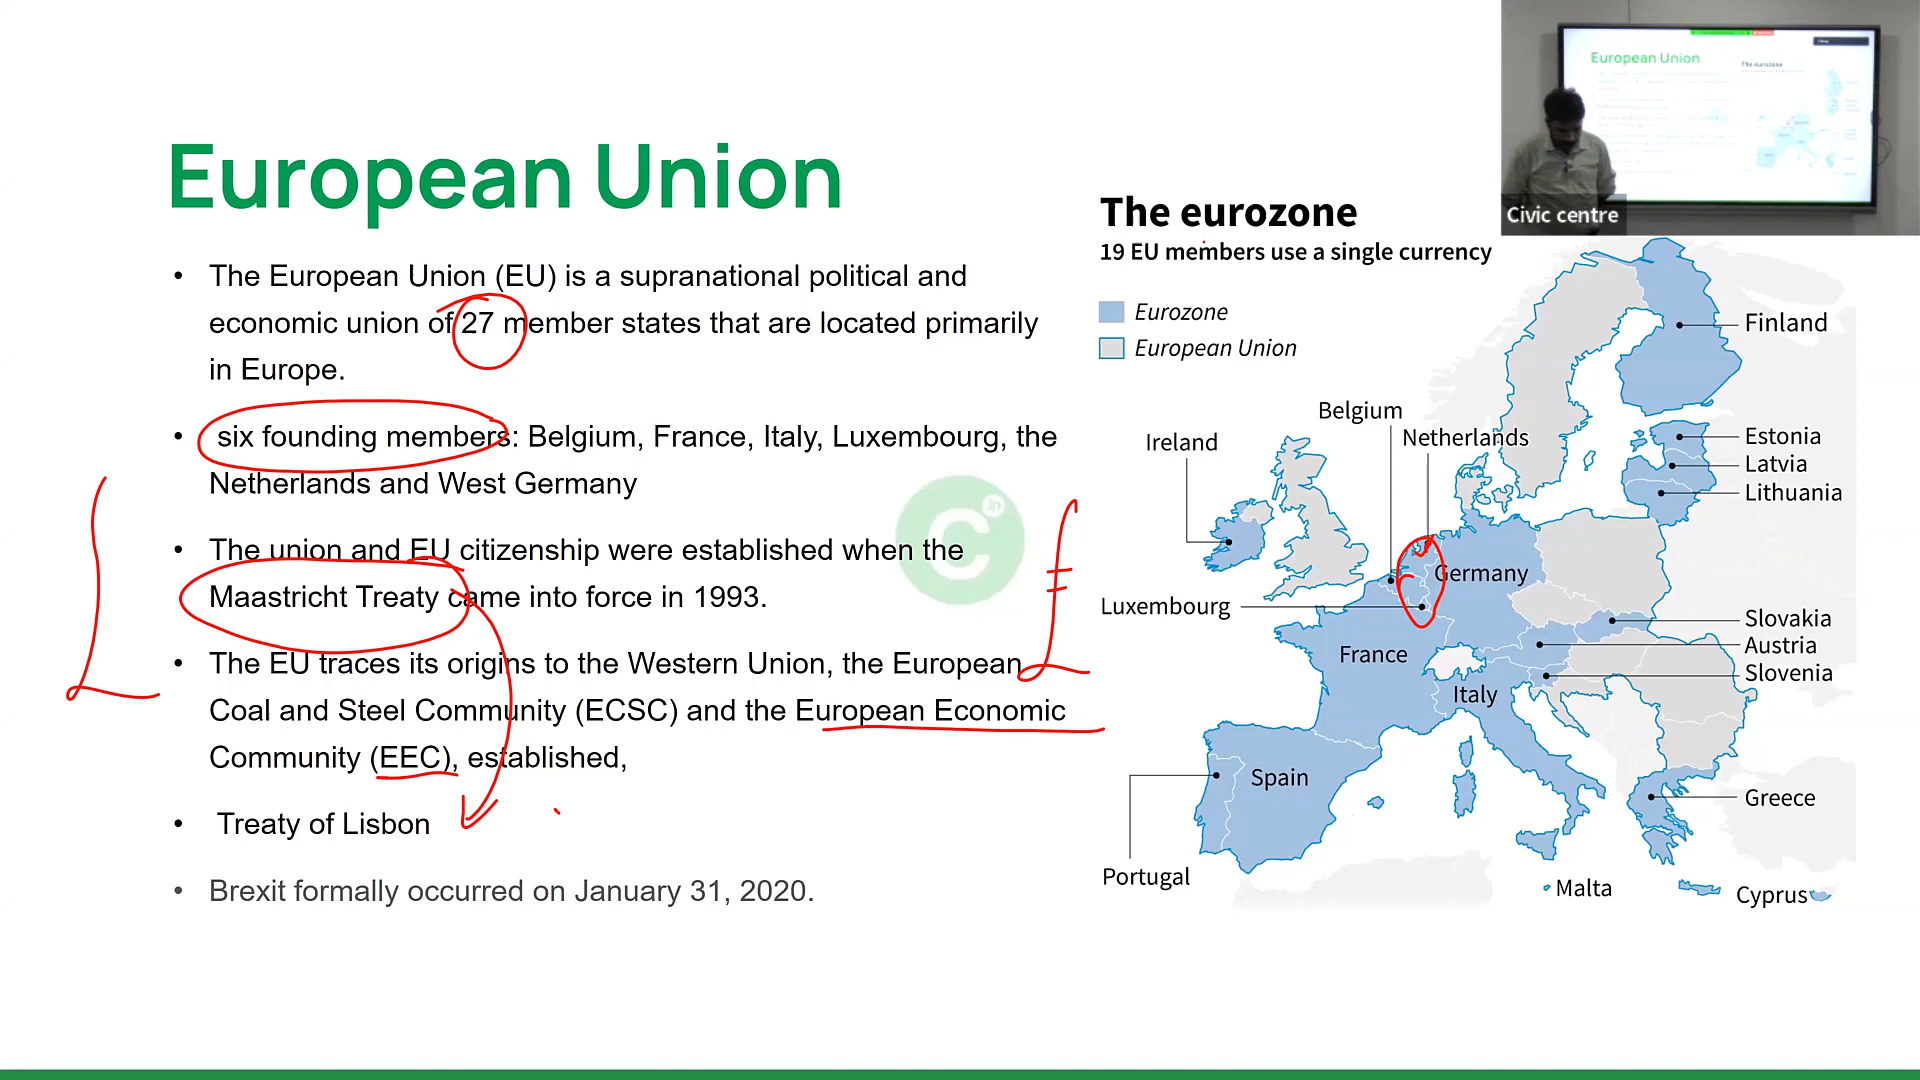 European Union
• The European Union (EU) is a supranational political and
economic union of 27 member states that are located primarily
in Europe.
• six founding members: Belgium, France, Italy, Luxembourg, the
Netherlands and West Germany
• The union and EU citizenship were established when the
Maastricht Treaty came into force in 1993.
• The EU traces its origins to the Western Union, the European
Coal and Steel Community (ECSC) and the European Economic
Community (EEC), established,
• Treaty of Lisbon
• Brexit formally occurred on January 31, 2020.
C.in
£
£
The eurozone
19 EU members use a single currency
Eurozone
European Union
Finland
Belgium
Netherlands
Ireland
Estonia
Latvia
Lithuania
Germany
Luxembourg
Slovakia
Austria
Slovenia
France
Italy
Spain
Greece
Portugal
Malta
Cyprus
European Union
The eurozone
Civic centre